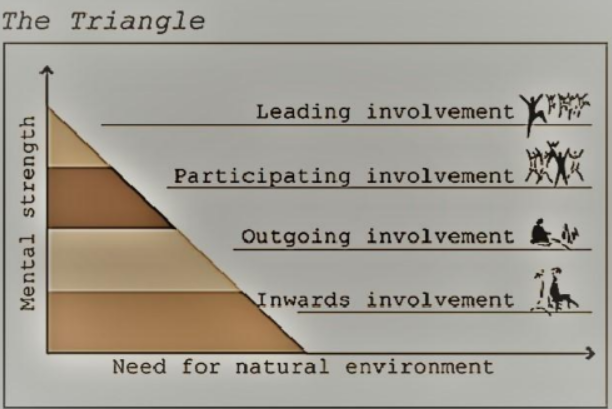 The Triangle
Leading involvement
Participating involvement
Outgoing involvement
Inwards involvement
Mental strength
Need for natural environment